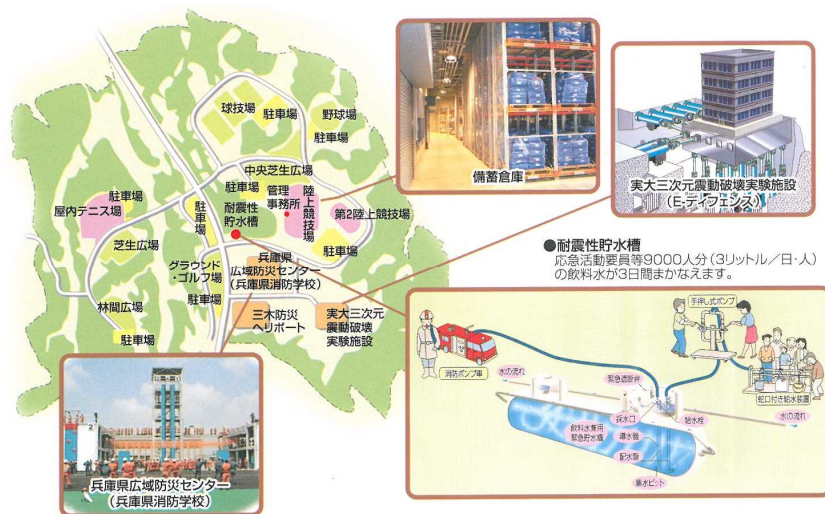 球技場
駐車場
野球場
駐車場
中央芝生広場
駐車場
屋内テニス場
芝生広場
駐車場
管理
事務所
陸上競技場
耐震性
貯水槽
第2陸上競技場
駐車場
駐車場
グラウンド
・ゴルフ場
兵庫県
広域防災センター
(兵庫県消防学校)
林間広場
駐車場
駐車場
三木防災
ヘリポート
実大三次元
震動破壊
実験施設
備蓄倉庫
実大三次元震動破壊実験施設
(E-ディフェンス)
●耐震性貯水槽
応急活動要員等9000人分(3リットル/日・人)
の飲料水が3日間まかなえます。
手押し式ポンプ
消防ポンプ車
水の流れ
緊急遮断弁
採水口
給水栓
蛇口付き給水装置
水の流れ
飲料水兼用
緊急貯水槽
導水管
配水管
集水ピット
2
兵庫県広域防災センター
(兵庫県消防学校)